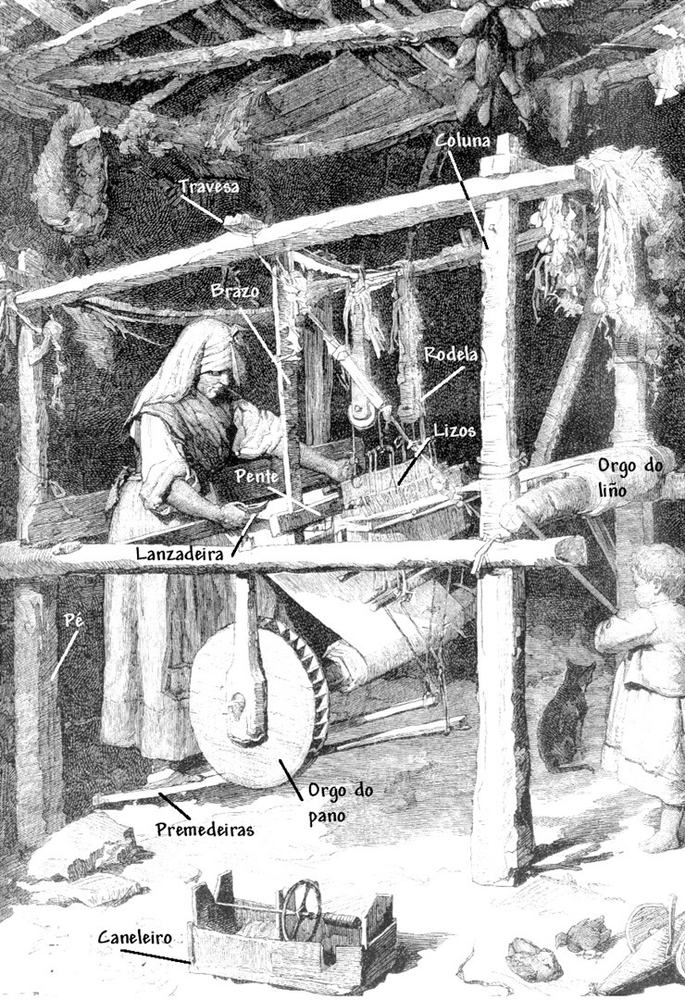 Coluna
Travesa
Brazo
Rodela
Lizos
Orgo do
liño
Pente
Lanzadeira
Pé
Orgo do
pano
Premedeiras
Caneleiro